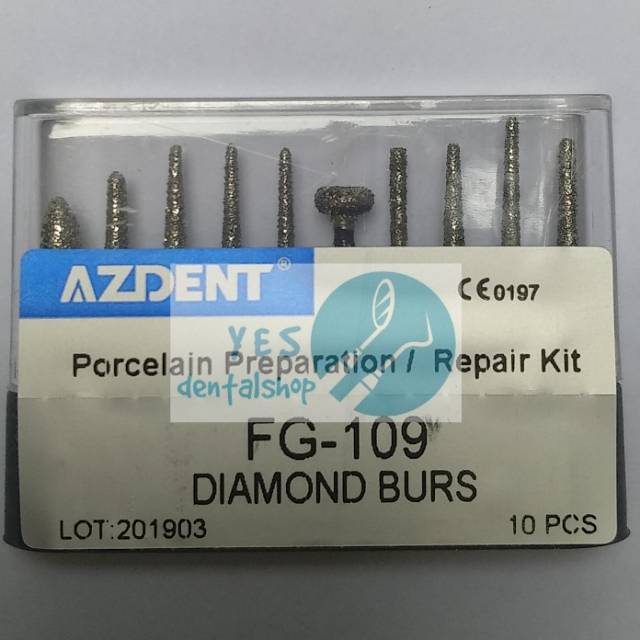 AZDENT®
CE0197
YES
dentalshop
Porcelain Preparation / Repair Kit
FG-109
DIAMOND BURS
LOT:201903
10 PCS